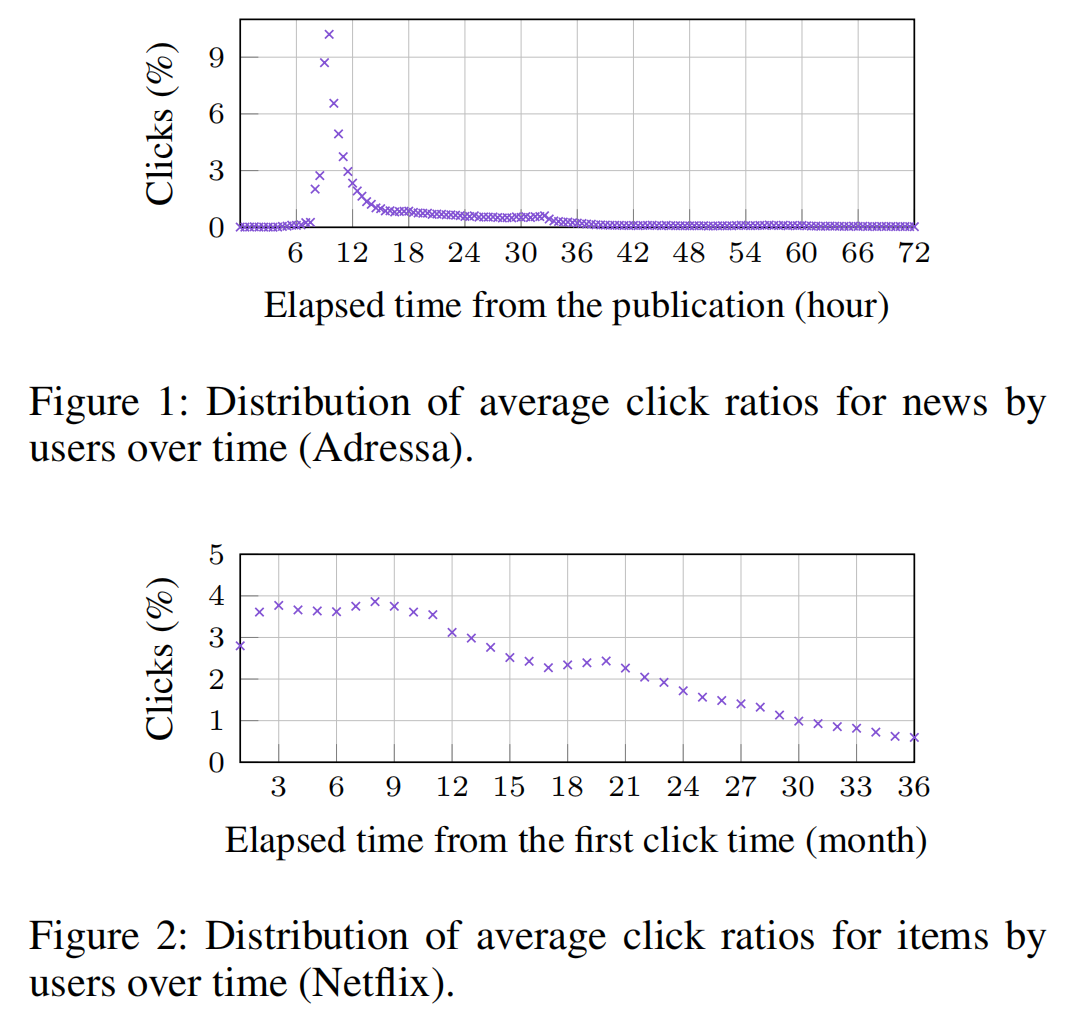 9
6
3
0
Clicks (%)
6 12 18 24 30 36 42 48 54 60 66 72
Elapsed time from the publication (hour)
Figure 1: Distribution of average click ratios for news by
users over time (Adressa).
5
4
3
2
1
0
Clicks (%)
3 6 9 12 15 18 21 24 27 30 33 36
Elapsed time from the first click time (month)
Figure 2: Distribution of average click ratios for items by
users over time (Netflix).